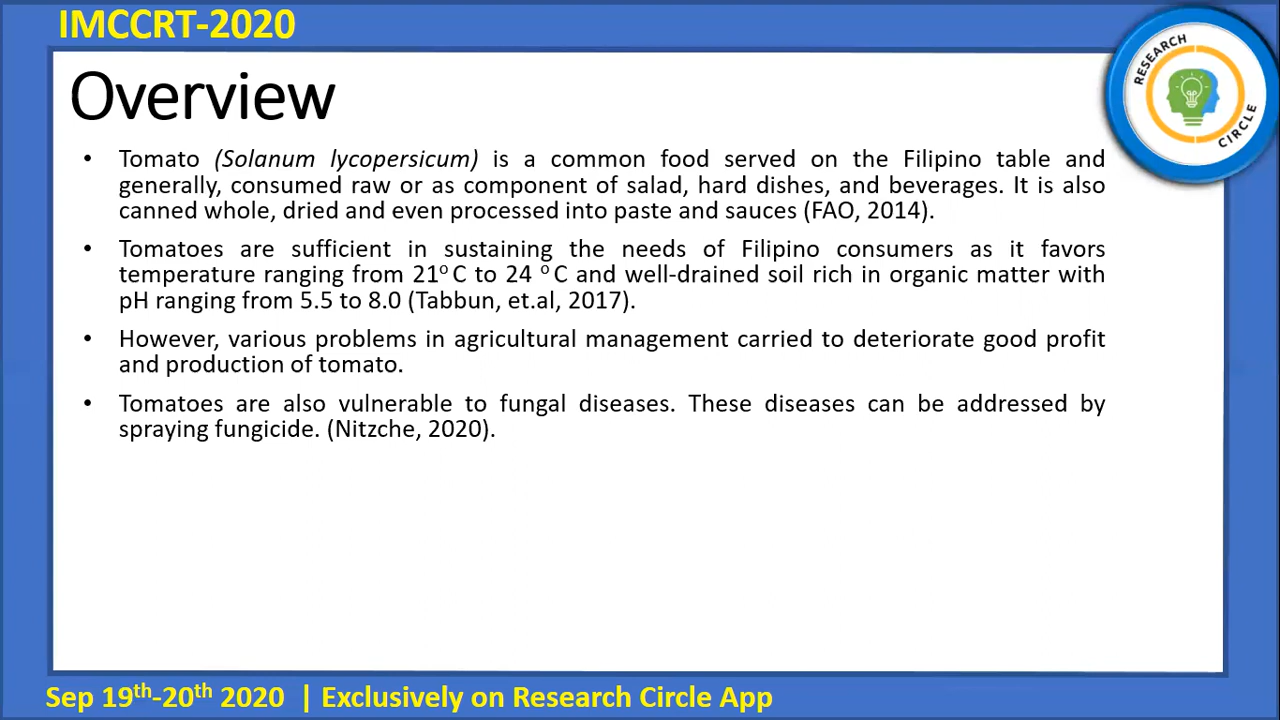 IMCCRT-2020
RESEARCH
CIRCLE
Overview
• Tomato (Solanum lycopersicum) is a common food served on the Filipino table and
generally, consumed raw or as component of salad, hard dishes, and beverages. It is also
canned whole, dried and even processed into paste and sauces (FAO, 2014).
• Tomatoes are sufficient in sustaining the needs of Filipino consumers as it favors
temperature ranging from 21° C to 24 ° C and well-drained soil rich in organic matter with
pH ranging from 5.5 to 8.0 (Tabbun, et.al, 2017).
• However, various problems in agricultural management carried to deteriorate good profit
and production of tomato.
• Tomatoes are also vulnerable to fungal diseases. These diseases can be addressed by
spraying fungicide. (Nitzche, 2020).
Sep 19th-20th 2020 | Exclusively on Research Circle App